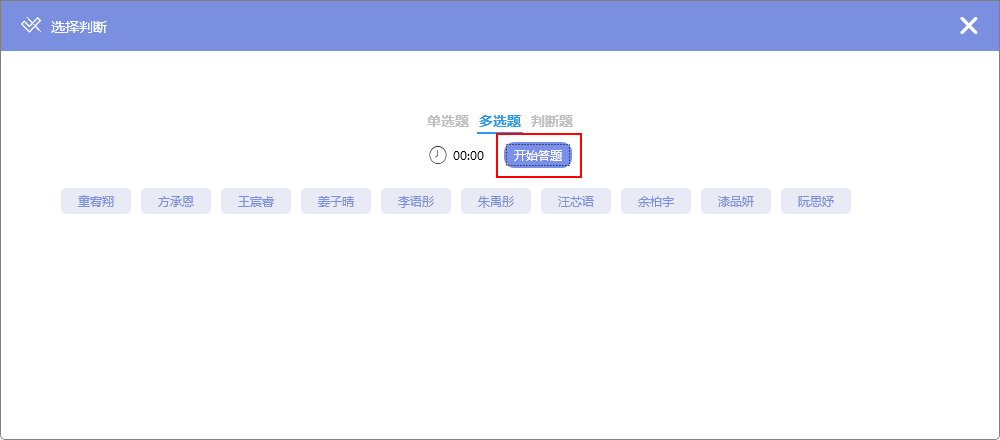 选择判断
单选题 多选题 判断题
00:00 开始答题
童宥翔 方承恩 王宸睿 姜子晴 李语彤 朱禹彤 汪芯语 余柏宇 漆品妍 阮思妤